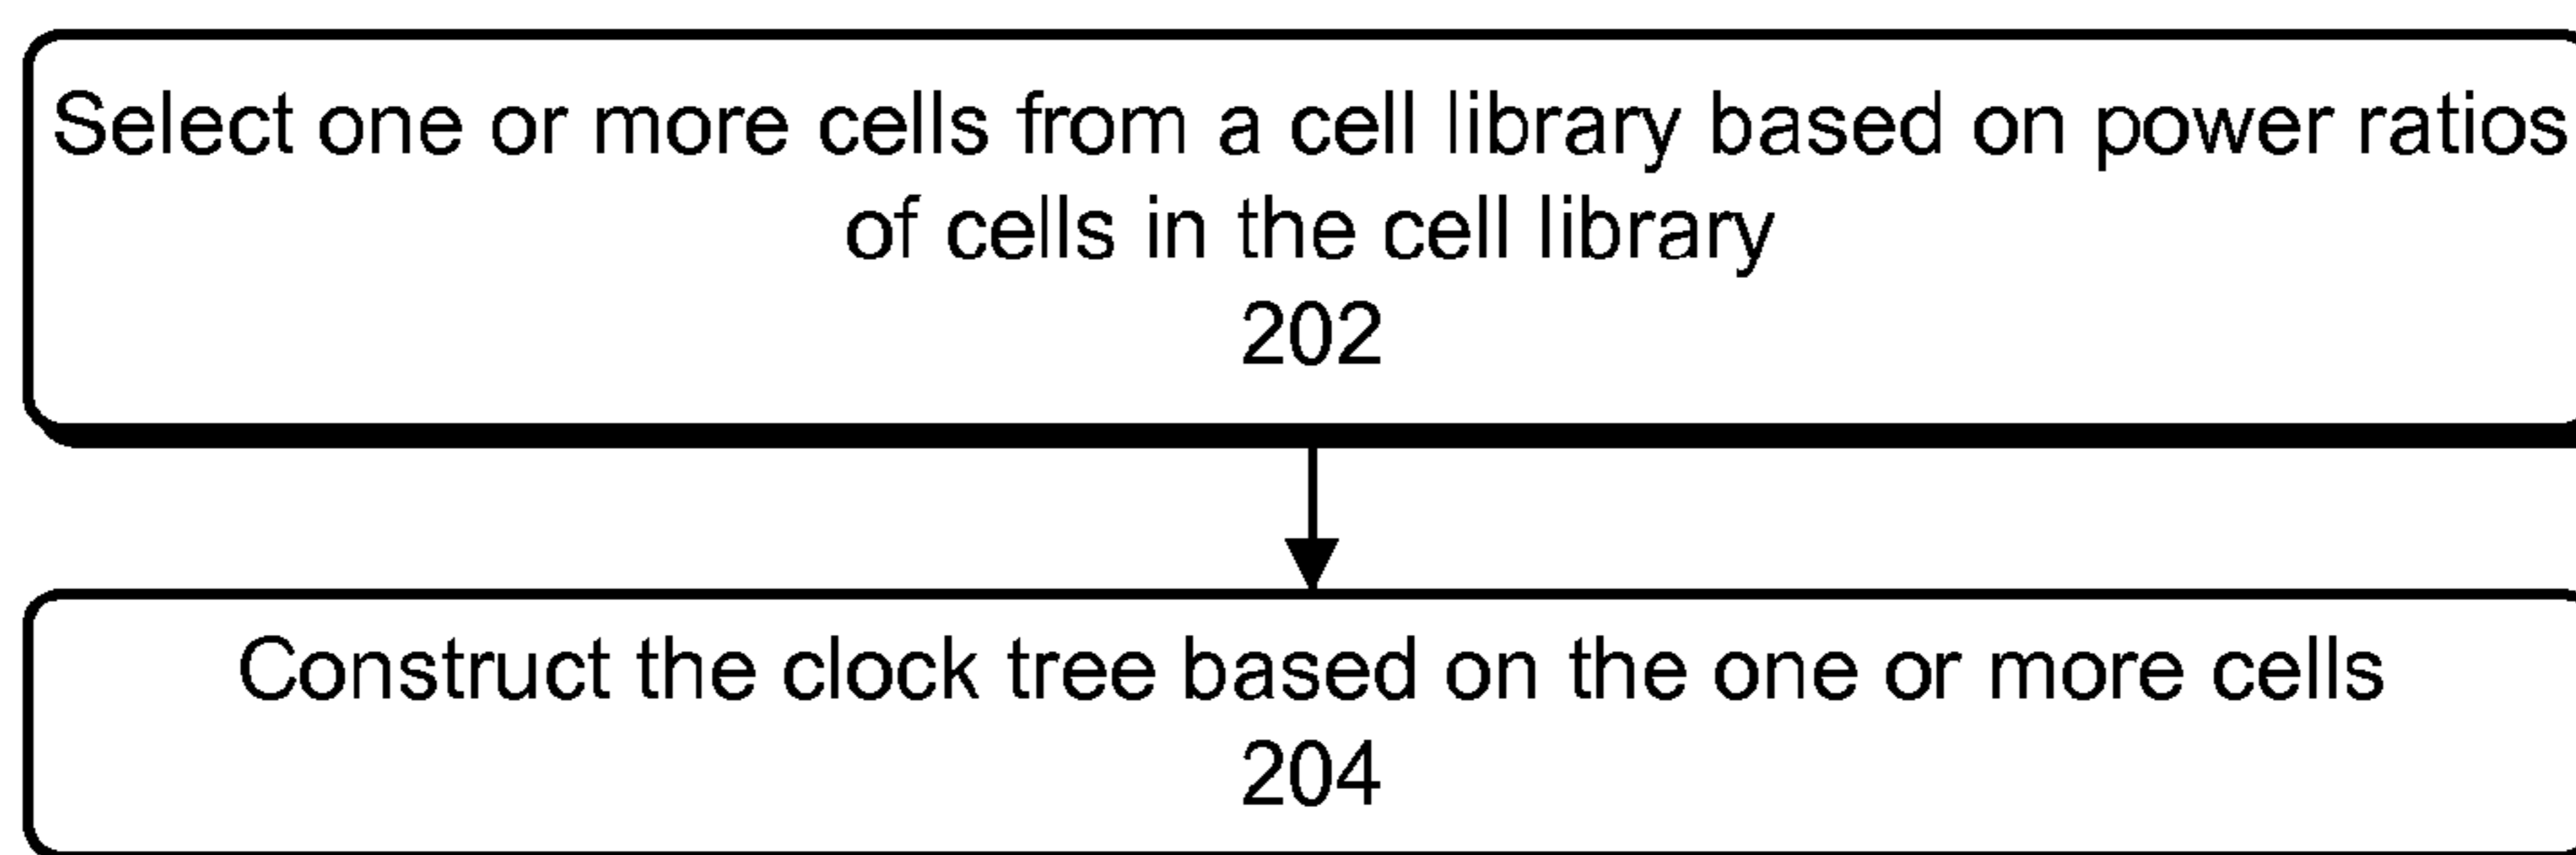 Select one or more cells from a cell library based on power ratios
of cells in the cell library
202
Construct the clock tree based on the one or more cells
204